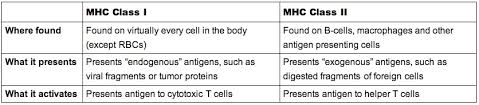 MHC Class I MHC Class II
Where found Found on virtually every cell in the body Found on B-cells, macrophages and other
(except RBCs) antigen presenting cells
What it presents Presents “endogenous” antigens, such as Presents “exogenous” antigens, such as
viral fragments or tumor proteins digested fragments of foreign cells
What it activates Presents antigen to cytotoxic T cells Presents antigen to helper T cells